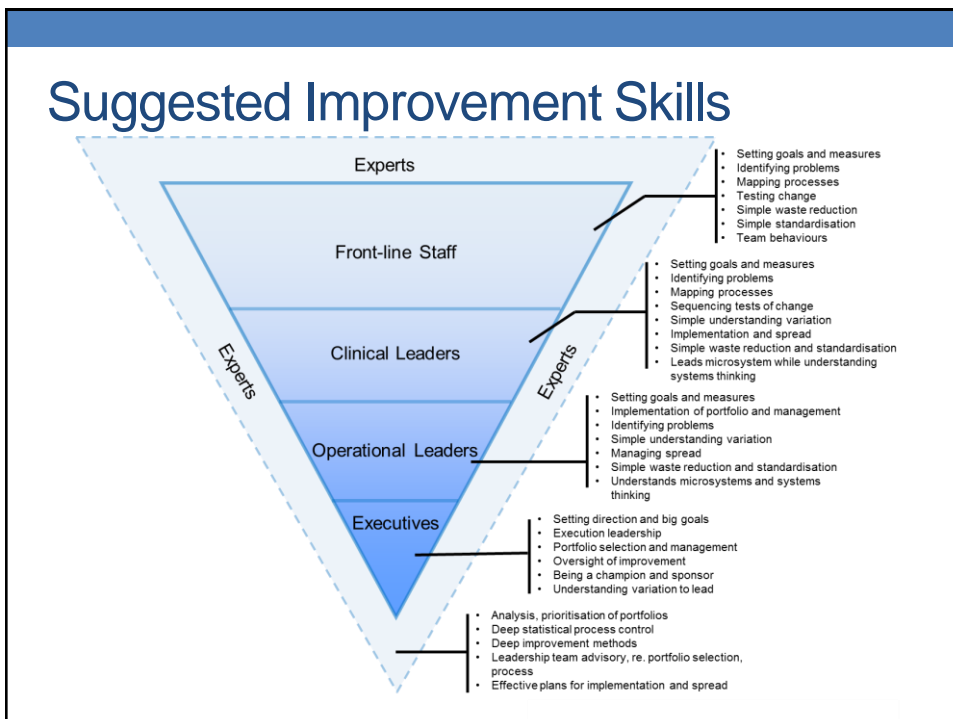 Suggested Improvement Skills
Experts
Front-line Staff
Clinical Leaders
Operational Leaders
Executives
Experts
Experts
• Setting goals and measures
• Identifying problems
• Mapping processes
• Testing change
• Simple waste reduction
• Simple standardisation
• Team behaviours
• Setting goals and measures
• Identifying problems
• Mapping processes
• Sequencing tests of change
• Simple understanding variation
• Implementation and spread
• Simple waste reduction and standardisation
• Leads microsystem while understanding
systems thinking
• Setting goals and measures
• Implementation of portfolio and management
• Identifying problems
• Simple understanding variation
• Managing spread
• Simple waste reduction and standardisation
• Understands microsystems and systems
thinking
• Setting direction and big goals
• Execution leadership
• Portfolio selection and management
• Oversight of improvement
• Being a champion and sponsor
• Understanding variation to lead
• Analysis, prioritisation of portfolios
• Deep statistical process control
• Deep improvement methods
• Leadership team advisory, re. portfolio selection,
process
• Effective plans for implementation and spread